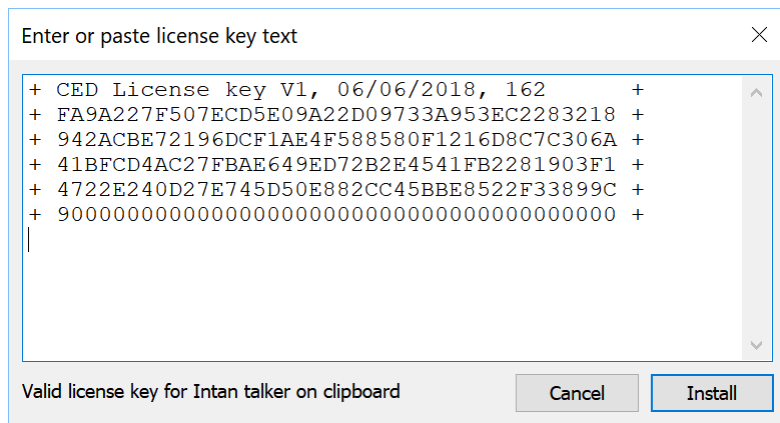 Enter or paste license key text
+ CED License key V1, 06/06/2018, 162 +
+ FA9A227F507ECD5E09A22D09733A953EC2283218 +
+ 942ACBE72196DCF1AE4F588580F1216D8C7C306A +
+ 41BFCD4AC27FBAE649ED72B2E4541FB2281903F1 +
+ 4722E240D27E745D50E882CC45BBE8522F33899C +
+ 9000000000000000000000000000000000000000 +
Valid license key for Intan talker on clipboard
Cancel
Install